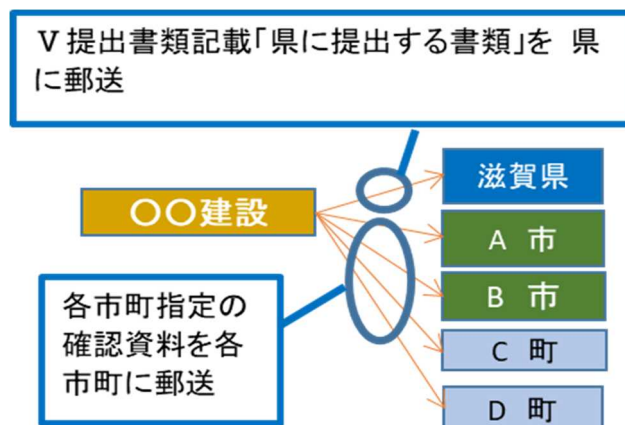 Ⅴ提出書類記載「県に提出する書類」を 県
に郵送
滋賀県
〇〇建設
A 市
B 市
各市町指定の
確認資料を各
市町に郵送
C 町
D 町